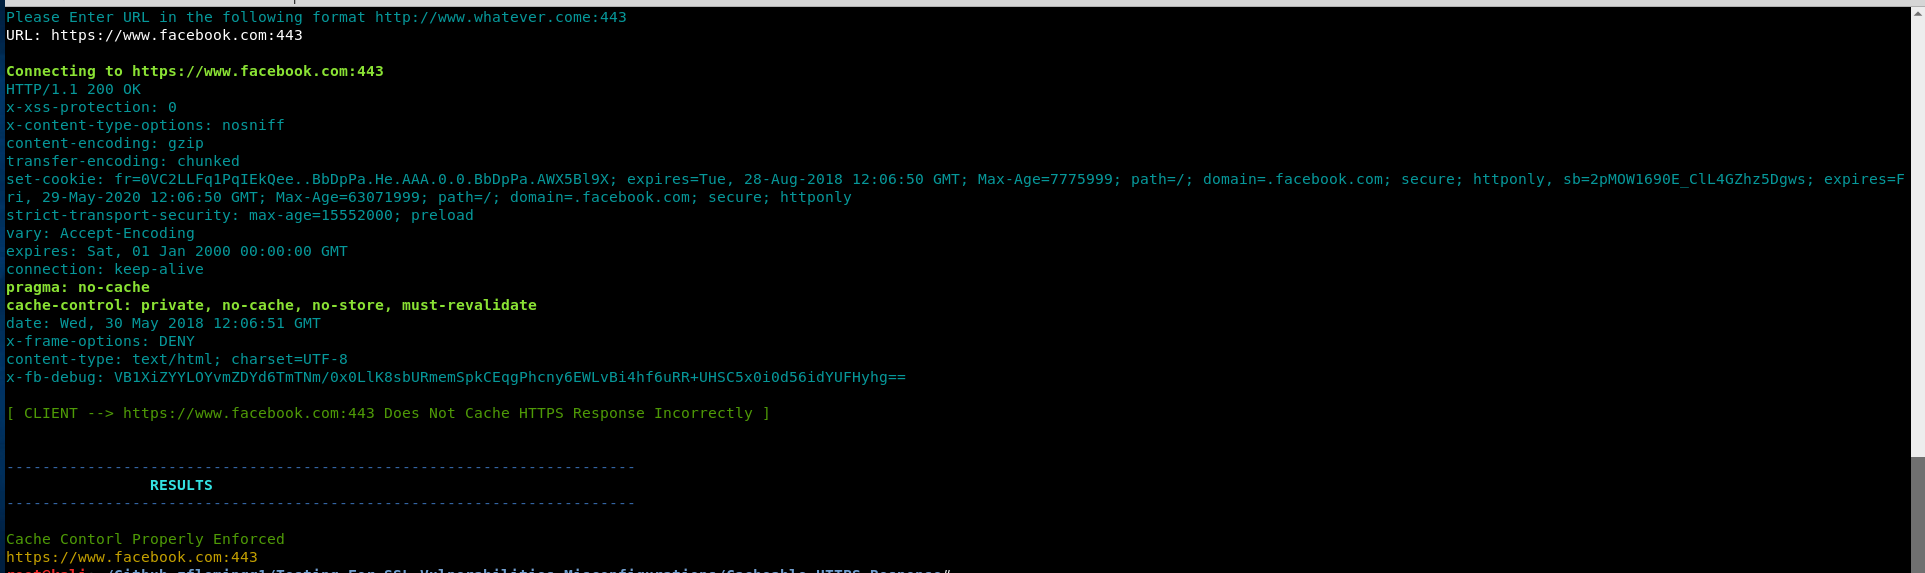 Please Enter URL in the following format http://www.whatever.come:443
URL: https://www.facebook.com:443
Connecting to https://www.facebook.com:443
HTTP/1.1 200 OK
x-xss-protection: 0
x-content-type-options: nosniff
content-encoding: gzip
transfer-encoding: chunked
set-cookie: fr=0VC2LLFq1PqIEkQee..BbDpPa.He.AAA.0.0.BbDpPa.AWX5Bl9X; expires=Tue, 28-Aug-2018 12:06:50 GMT; Max-Age=7775999; path=/; domain=.facebook.com; secure; httponly, sb=2pMOW1690E_ClL4GZhz5Dgws; expires=F
ri, 29-May-2020 12:06:50 GMT; Max-Age=63071999; path=/; domain=.facebook.com; secure; httponly
strict-transport-security: max-age=15552000; preload
vary: Accept-Encoding
expires: Sat, 01 Jan 2000 00:00:00 GMT
connection: keep-alive
pragma: no-cache
cache-control: private, no-cache, no-store, must-revalidate
date: Wed, 30 May 2018 12:06:51 GMT
x-frame-options: DENY
content-type: text/html; charset=UTF-8
x-fb-debug: VB1XiZYYLOYvmZDYd6TmTNm/0x0LlK8sbURmemSpkCEqgPhcny6EWLvBi4hf6uRR+UHSC5x0i0d56idYUFHyhg==
[ CLIENT --> https://www.facebook.com:443 Does Not Cache HTTPS Response Incorrectly ]
----------------------------------------------------------------------
RESULTS
----------------------------------------------------------------------
Cache Contorl Properly Enforced
https://www.facebook.com:443